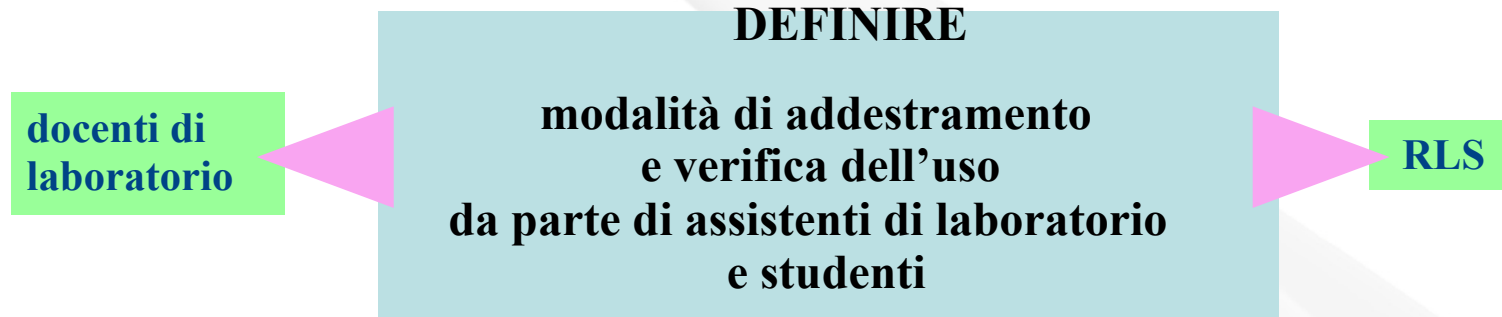 DEFINIRE
docenti di
laboratorio
modalità di addestramento
e verifica dell’uso
da parte di assistenti di laboratorio
e studenti
RLS